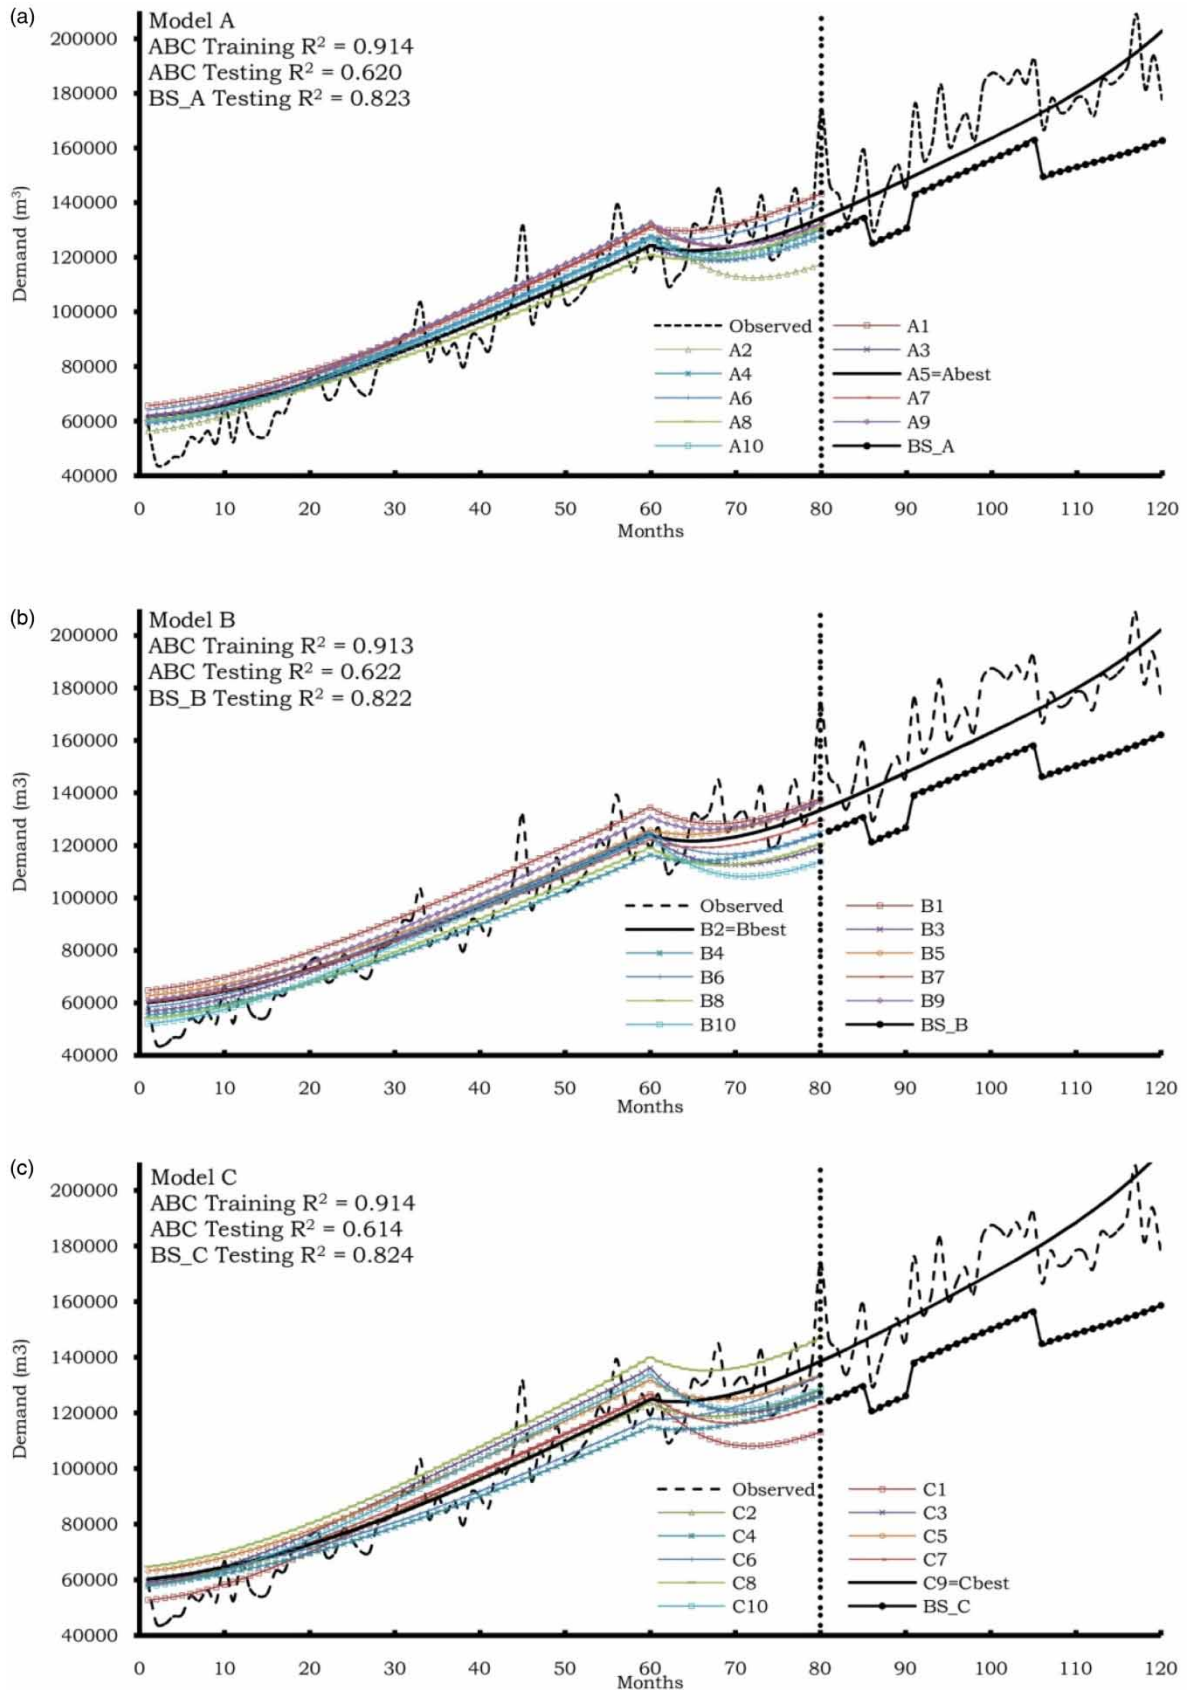 (a)
Model A
ABC Training R² = 0.914
ABC Testing R² = 0.620
BS_A Testing R² = 0.823
200000
180000
160000
140000
120000
100000
80000
60000
40000
Demand (m³)
Observed A1
A2 A3
A4 A5=Abest
A6 A7
A8 A9
A10 BS_A
0 10 20 30 40 50 60 70 80 90 100 110 120
Months
(b)
Model B
ABC Training R² = 0.913
ABC Testing R² = 0.622
BS_B Testing R² = 0.822
200000
180000
160000
140000
120000
100000
80000
60000
40000
Demand (m3)
Observed B1
B2=Bbest B3
B4 B5
B6 B7
B8 B9
B10 BS_B
0 10 20 30 40 50 60 70 80 90 100 110 120
Months
(c)
Model C
ABC Training R² = 0.914
ABC Testing R² = 0.614
BS_C Testing R² = 0.824
200000
180000
160000
140000
120000
100000
80000
60000
40000
Demand (m3)
Observed C1
C2 C3
C4 C5
C6 C7
C8 C9=Cbest
C10 BS_C
0 10 20 30 40 50 60 70 80 90 100 110 120
Months